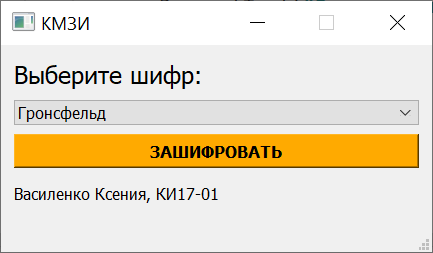 КМЗИ
Выберите шифр:
Гронсфельд
ЗАШИФРОВАТЬ
Василенко Ксения, КИ17-01